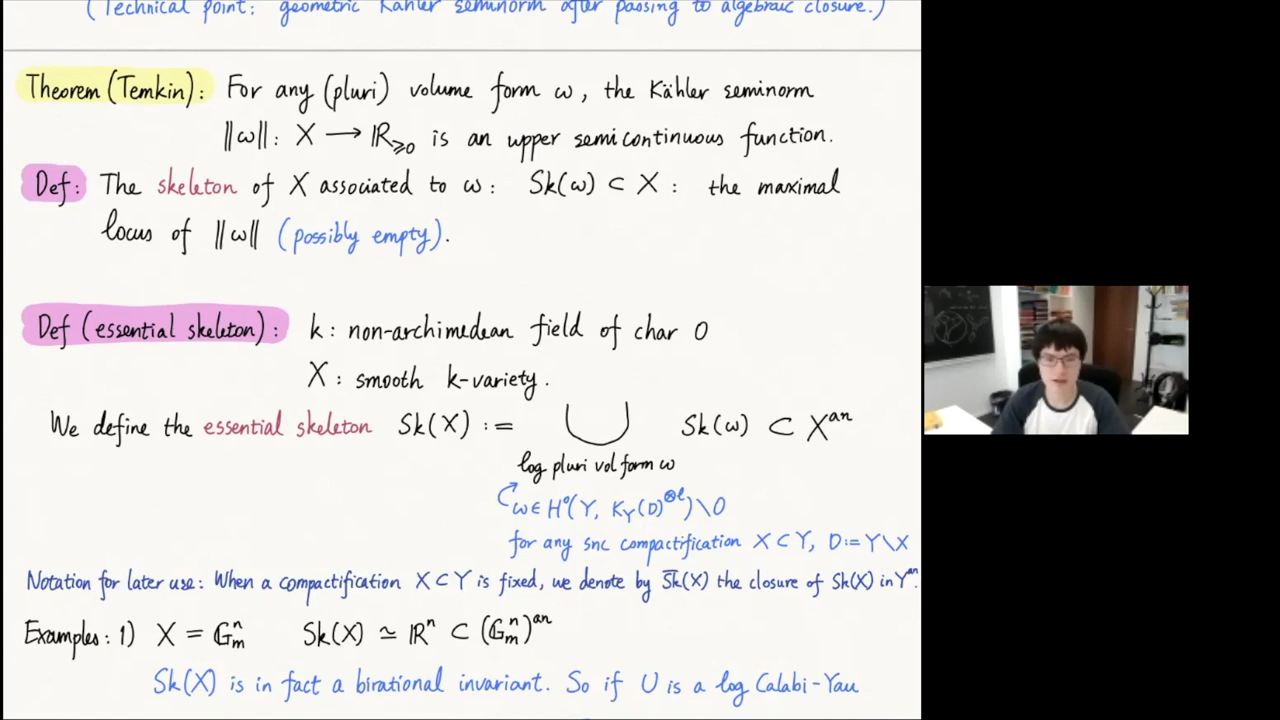 (Technical point: geometric Kähler seminorm after passing to algebraic closure.)
Theorem (Temkin): For any (pluri) volume form ω, the Kähler seminorm
‖ω‖: X ⟶ ℝ⩾0 is an upper semicontinuous function.
Def: The skeleton of X associated to ω: Sk(ω) ⊂ X: the maximal
locus of ‖ω‖ (possibly empty).
Def (essential skeleton): k: non-archimedean field of char 0
X: smooth k-variety.
We define the essential skeleton Sk(X) := ⋃ Sk(ω) ⊂ X^an
log pluri vol form ω
ω ∈ H⁰(Y, K_Y(D)^⊗ℓ)\0
for any snc compactification X⊂Y, D:=Y\X
Notation for later use: When a compactification X⊂Y is fixed, we denote by S̅k̅(X) the closure of Sk(X) in Y^an.
Examples: 1) X = 𝔾_m^n Sk(X) ≃ ℝ^n ⊂ (𝔾_m^n)^an
Sk(X) is in fact a birational invariant. So if U is a log Calabi-Yau